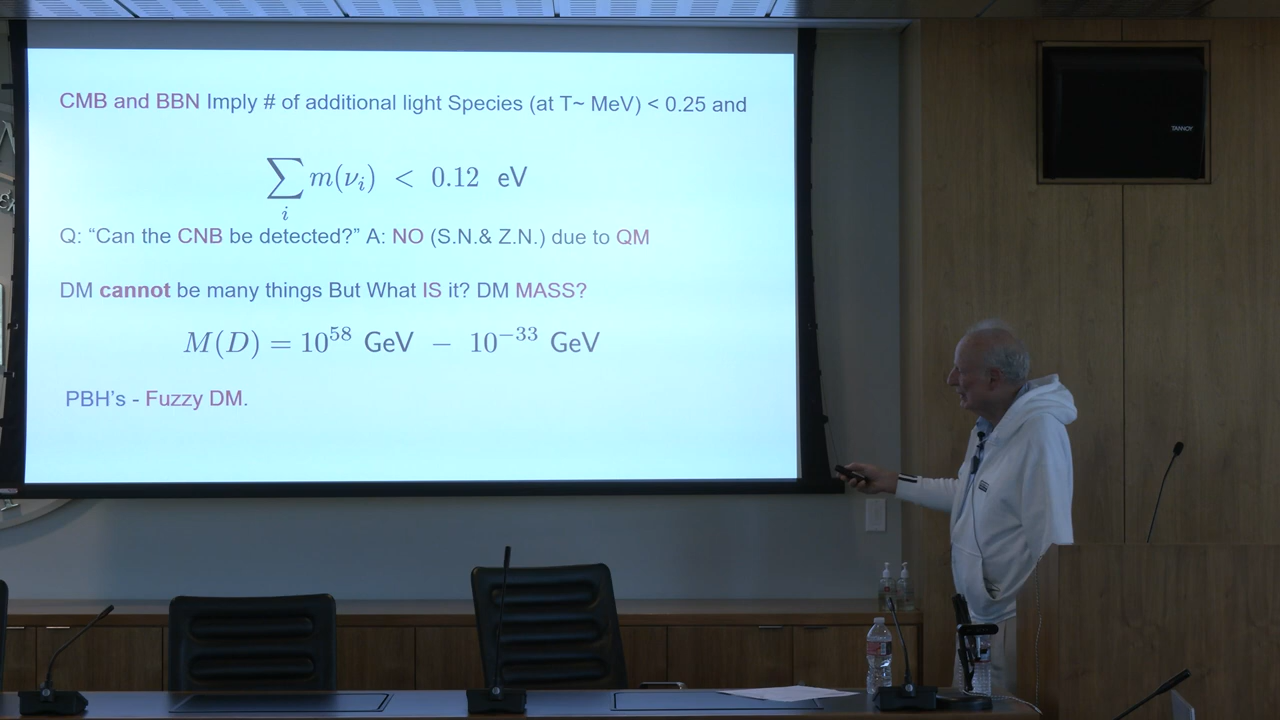 CMB and BBN Imply # of additional light Species (at T~ MeV) < 0.25 and
∑ᵢ m(νᵢ) < 0.12 eV
Q: “Can the CNB be detected?” A: NO (S.N.& Z.N.) due to QM
DM cannot be many things But What IS it? DM MASS?
M(D) = 10⁵⁸ GeV − 10⁻³³ GeV
PBH’s - Fuzzy DM.
TANNOY